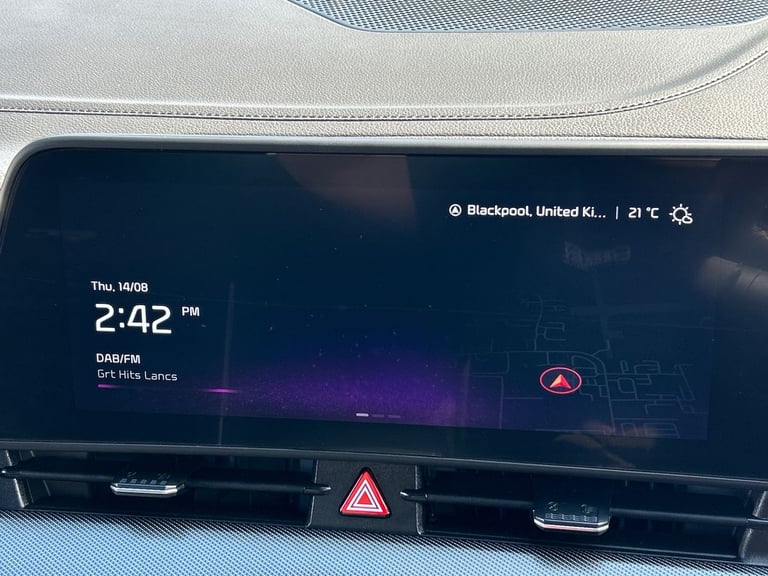 Blackpool, United Ki... | 21 °C
Thu, 14/08
2:42 PM
DAB/FM
Grt Hits Lancs